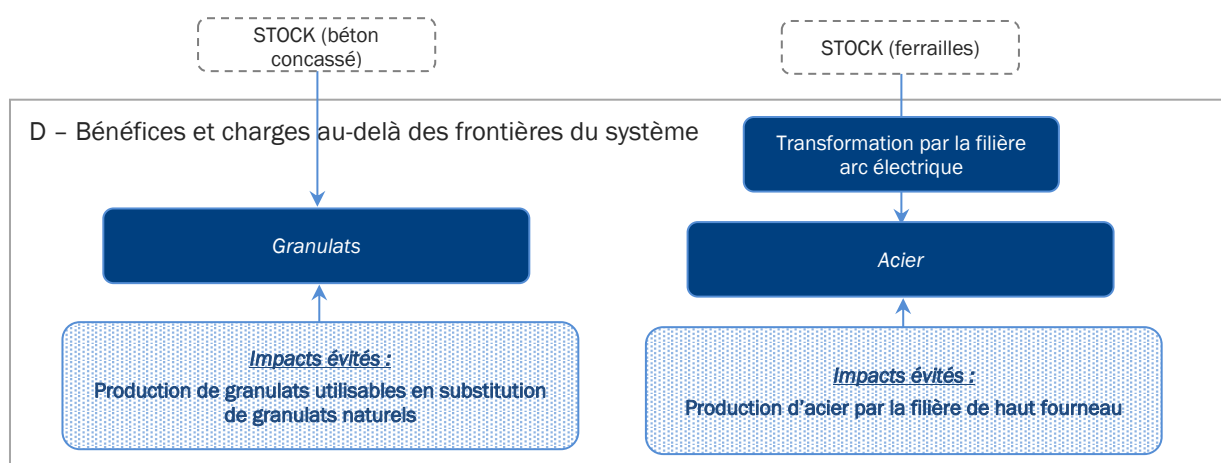 STOCK (béton
concassé)
STOCK (ferrailles)
D – Bénéfices et charges au-delà des frontières du système
Transformation par la filière
arc électrique
Granulats
Acier
Impacts évités :
Production de granulats utilisables en substitution
de granulats naturels
Impacts évités :
Production d'acier par la filière de haut fourneau